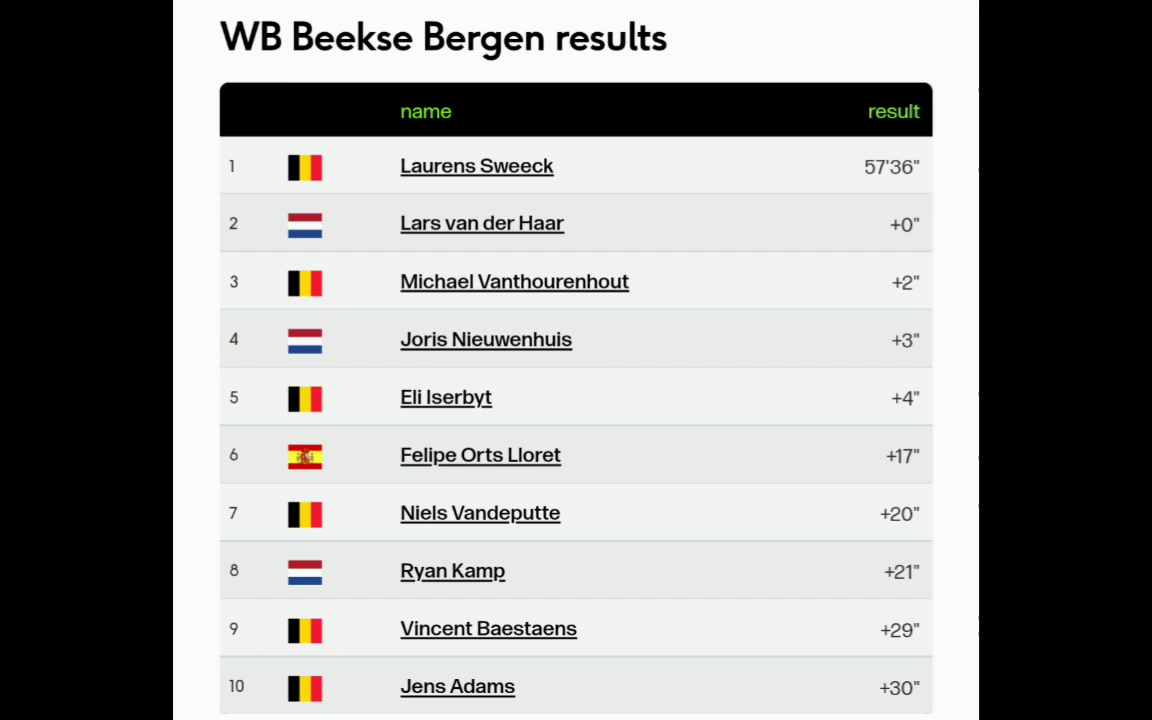 WB Beekse Bergen results
name result
1 Laurens Sweeck 57'36"
2 Lars van der Haar +0"
3 Michael Vanthourenhout +2"
4 Joris Nieuwenhuis +3"
5 Eli Iserbyt +4"
6 Felipe Orts Lloret +17"
7 Niels Vandeputte +20"
8 Ryan Kamp +21"
9 Vincent Baestaens +29"
10 Jens Adams +30"